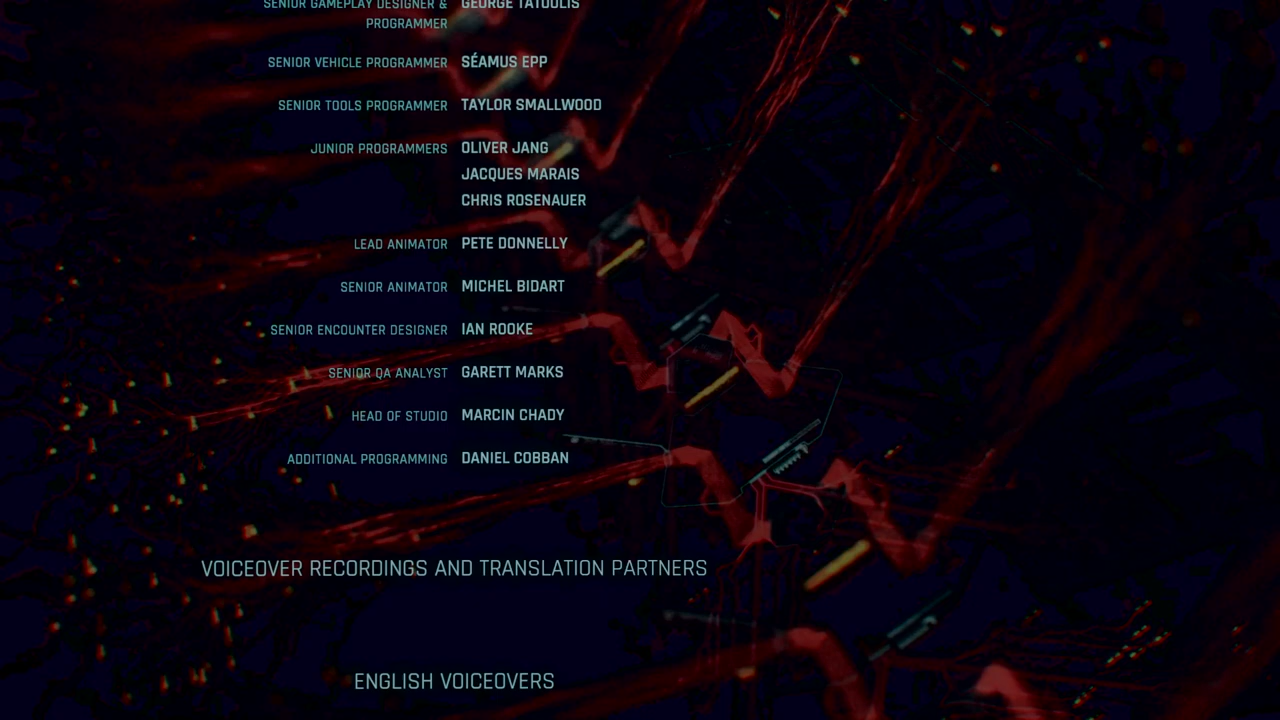 SENIOR GAMEPLAY DESIGNER & PROGRAMMER GEORGE TATOULIS
SENIOR VEHICLE PROGRAMMER SÉAMUS EPP
SENIOR TOOLS PROGRAMMER TAYLOR SMALLWOOD
JUNIOR PROGRAMMERS OLIVER JANG
JACQUES MARAIS
CHRIS ROSENAUER
LEAD ANIMATOR PETE DONNELLY
SENIOR ANIMATOR MICHEL BIDART
SENIOR ENCOUNTER DESIGNER IAN ROOKE
SENIOR QA ANALYST GARETT MARKS
HEAD OF STUDIO MARCIN CHADY
ADDITIONAL PROGRAMMING DANIEL COBBAN
VOICEOVER RECORDINGS AND TRANSLATION PARTNERS
ENGLISH VOICEOVERS